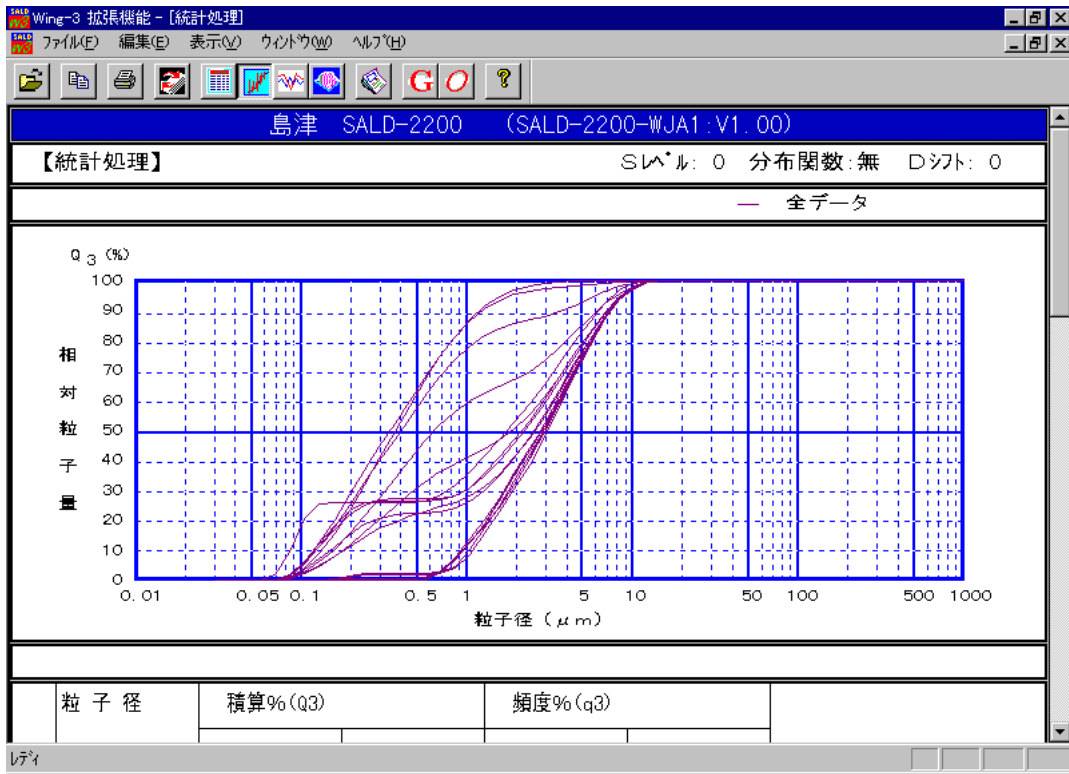 Wing-3 拡張機能 - [統計処理]
ファイル(F) 編集(E) 表示(V) ウィンドウ(W) ヘルプ(H)
G O ?
島津 SALD-2200 (SALD-2200-WJA1:V1.00)
【統計処理】 Sレベル: 0 分布関数:無 Dシフト: 0
— 全データ
Q3 (%)
100
90
80
70
60
50
40
30
20
10
0
相対粒子量
0.01 0.05 0.1 0.5 1 5 10 50 100 500 1000
粒子径(μm)
粒子径 積算%(Q3) 頻度%(q3)
レディ